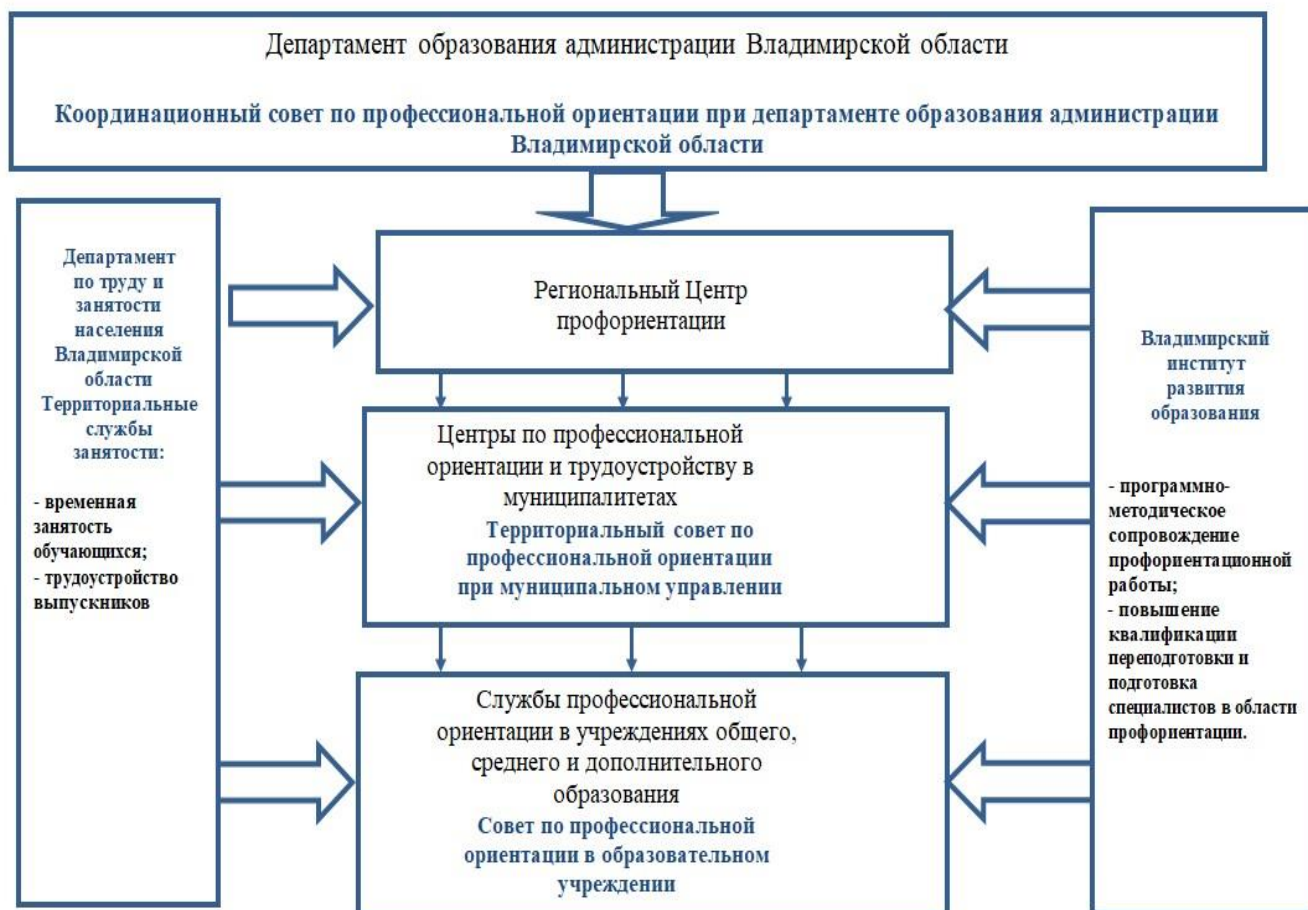 Департамент образования администрации Владимирской области
Координационный совет по профессиональной ориентации при департаменте образования администрации
Владимирской области
Департамент
по труду и
занятости
населения
Владимирской
области
Территориальные
службы
занятости:
- временная
занятость
обучающихся;
- трудоустройство
выпускников
Региональный Центр
профориентации
Центры по профессиональной
ориентации и трудоустройству в
муниципалитетах
Территориальный совет по
профессиональной ориентации
при муниципальном управлении
Службы профессиональной
ориентации в учреждениях общего,
среднего и дополнительного
образования
Совет по профессиональной
ориентации в образовательном
учреждении
Владимирский
институт
развития
образования
- программно-
методическое
сопровождение
профориентационной
работы;
- повышение
квалификации
переподготовки и
подготовка
специалистов в области
профориентации.